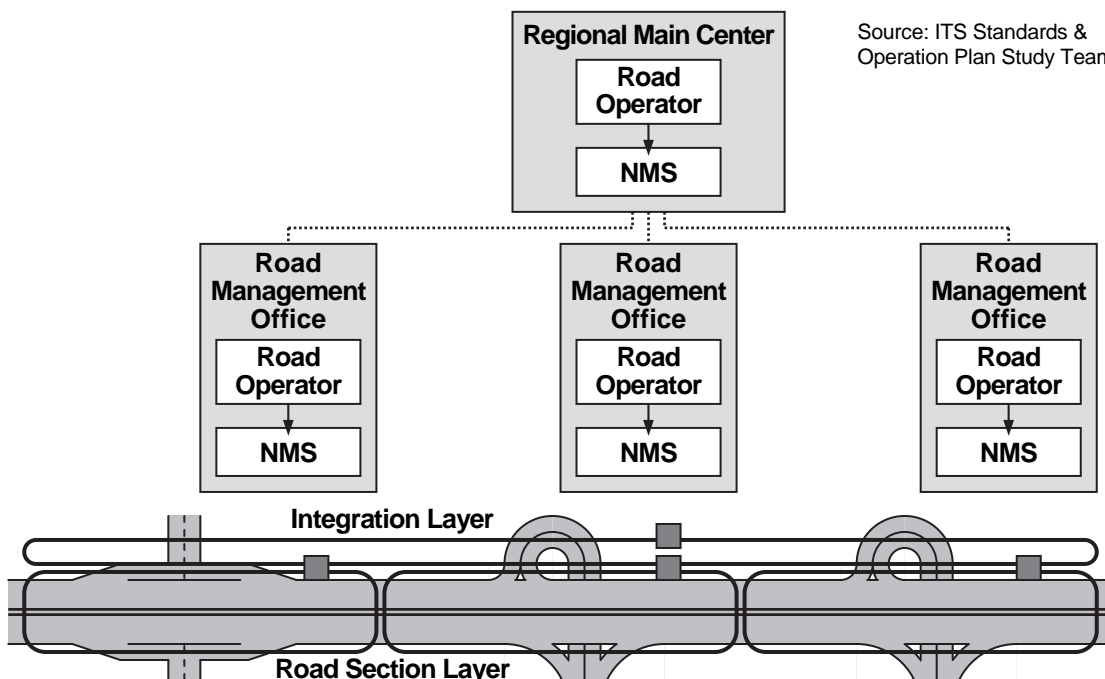 Regional Main Center
Road
Operator
NMS
Source: ITS Standards &
Operation Plan Study Team
Road
Management
Office
Road
Operator
NMS
Road
Management
Office
Road
Operator
NMS
Road
Management
Office
Road
Operator
NMS
Integration Layer
Road Section Layer